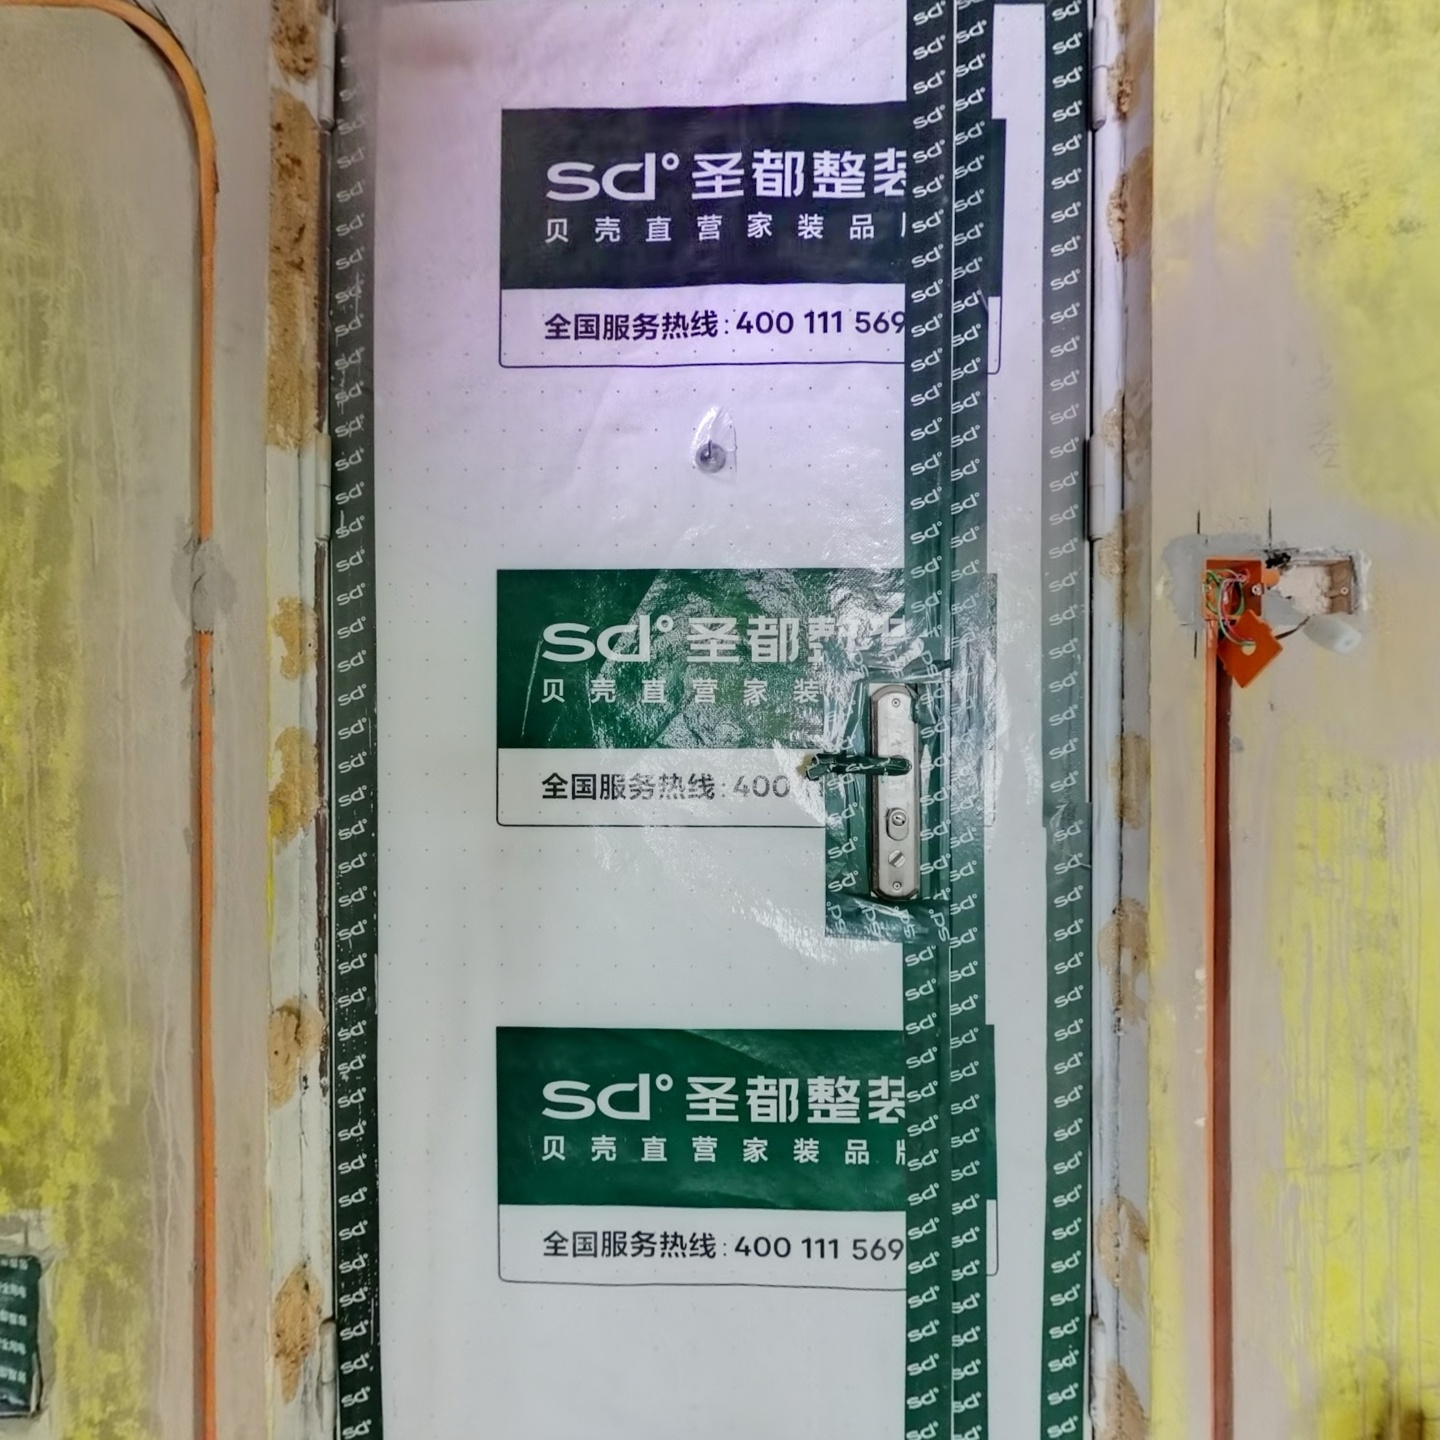 sd° 圣都整装
贝壳直营家装品
全国服务热线:400 111 569
sd° 圣都整装
贝壳直营家装
全国服务热线:400
sd° 圣都整装
贝壳直营家装品牌
全国服务热线:400 111 569